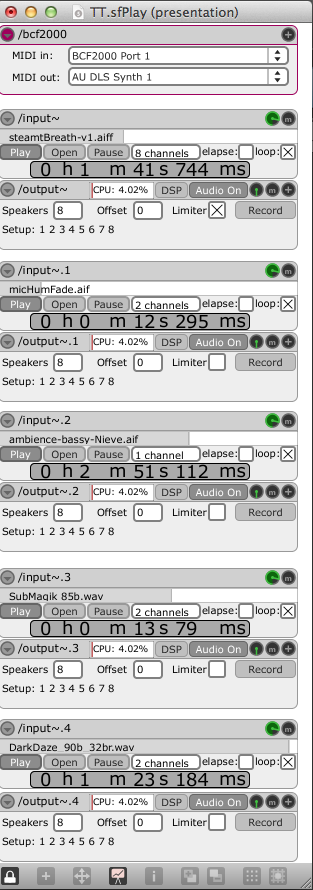 TT.sfPlay (presentation)
/bcf2000
MIDI in: BCF2000 Port 1
MIDI out: AU DLS Synth 1
/input~ m
steamtBreath-v1.aiff
Play Open Pause 8 channels elapse: loop:
0 h 1 m 41 s 744 ms
/output~ CPU: 4.02% DSP Audio On m
Speakers 8 Offset 0 Limiter Record
Setup: 1 2 3 4 5 6 7 8
/input~.1 m
micHumFade.aif
Play Open Pause 2 channels elapse: loop:
0 h 0 m 12 s 295 ms
/output~.1 CPU: 4.02% DSP Audio On m
Speakers 8 Offset 0 Limiter Record
Setup: 1 2 3 4 5 6 7 8
/input~.2 m
ambience-bassy-Nieve.aif
Play Open Pause 1 channel elapse: loop:
0 h 2 m 51 s 112 ms
/output~.2 CPU: 4.02% DSP Audio On m
Speakers 8 Offset 0 Limiter Record
Setup: 1 2 3 4 5 6 7 8
/input~.3 m
SubMagik_85b.wav
Play Open Pause 2 channels elapse: loop:
0 h 0 m 13 s 79 ms
/output~.3 CPU: 4.02% DSP Audio On m
Speakers 8 Offset 0 Limiter Record
Setup: 1 2 3 4 5 6 7 8
/input~.4 m
DarkDaze_90b_32br.wav
Play Open Pause 2 channels elapse: loop:
0 h 1 m 23 s 184 ms
/output~.4 CPU: 4.02% DSP Audio On m
Speakers 8 Offset 0 Limiter Record
Setup: 1 2 3 4 5 6 7 8